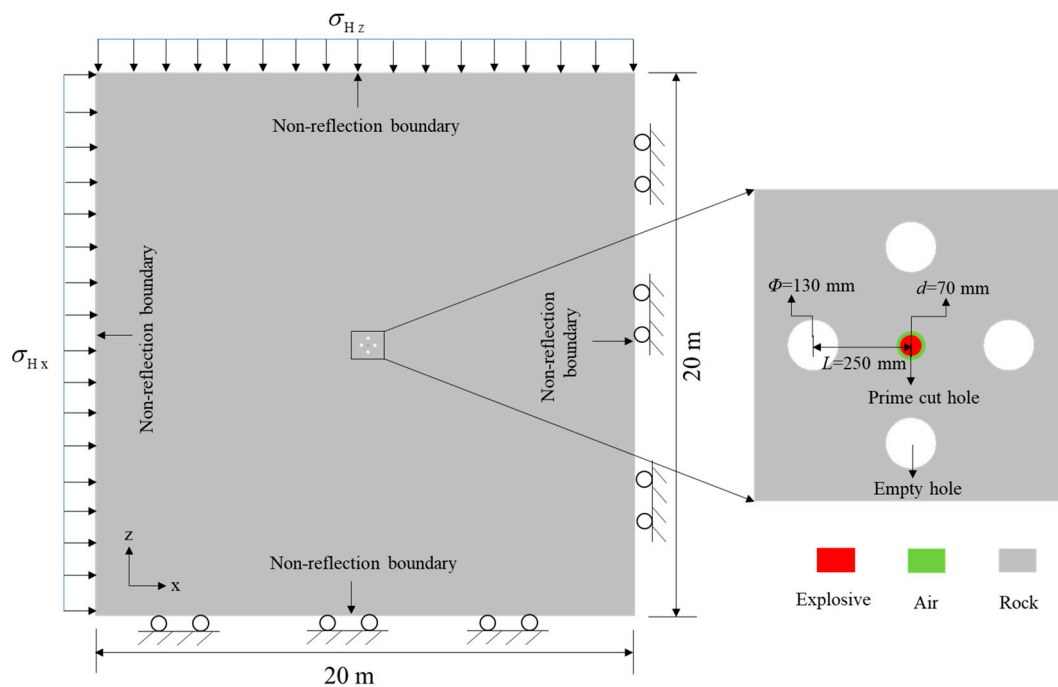 σHz
Non-reflection boundary
Non-reflection boundary
σHx
Non-reflection
boundary
20 m
Φ=130 mm
d=70 mm
L=250 mm
Prime cut hole
Empty hole
z
x
Non-reflection boundary
20 m
Explosive
Air
Rock